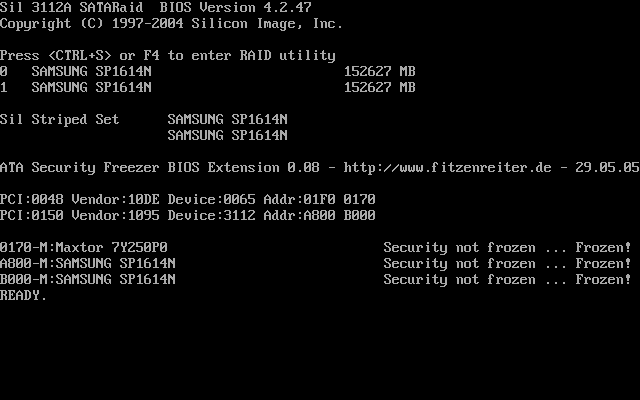 Sil 3112A SATARaid  BIOS Version 4.2.47
Copyright (C) 1997-2004 Silicon Image, Inc.
Press <CTRL+S> or F4 to enter RAID utility
0   SAMSUNG SP1614N                        152627 MB
1   SAMSUNG SP1614N                        152627 MB
Sil Striped Set      SAMSUNG SP1614N
SAMSUNG SP1614N
ATA Security Freezer BIOS Extension 0.08 - http://www.fitzenreiter.de - 29.05.05
PCI:0048 Vendor:10DE Device:0065 Addr:01F0 0170
PCI:0150 Vendor:1095 Device:3112 Addr:A800 B000
0170-M:Maxtor 7Y250P0                           Security not frozen ... Frozen!
A800-M:SAMSUNG SP1614N                          Security not frozen ... Frozen!
B000-M:SAMSUNG SP1614N                          Security not frozen ... Frozen!
READY.